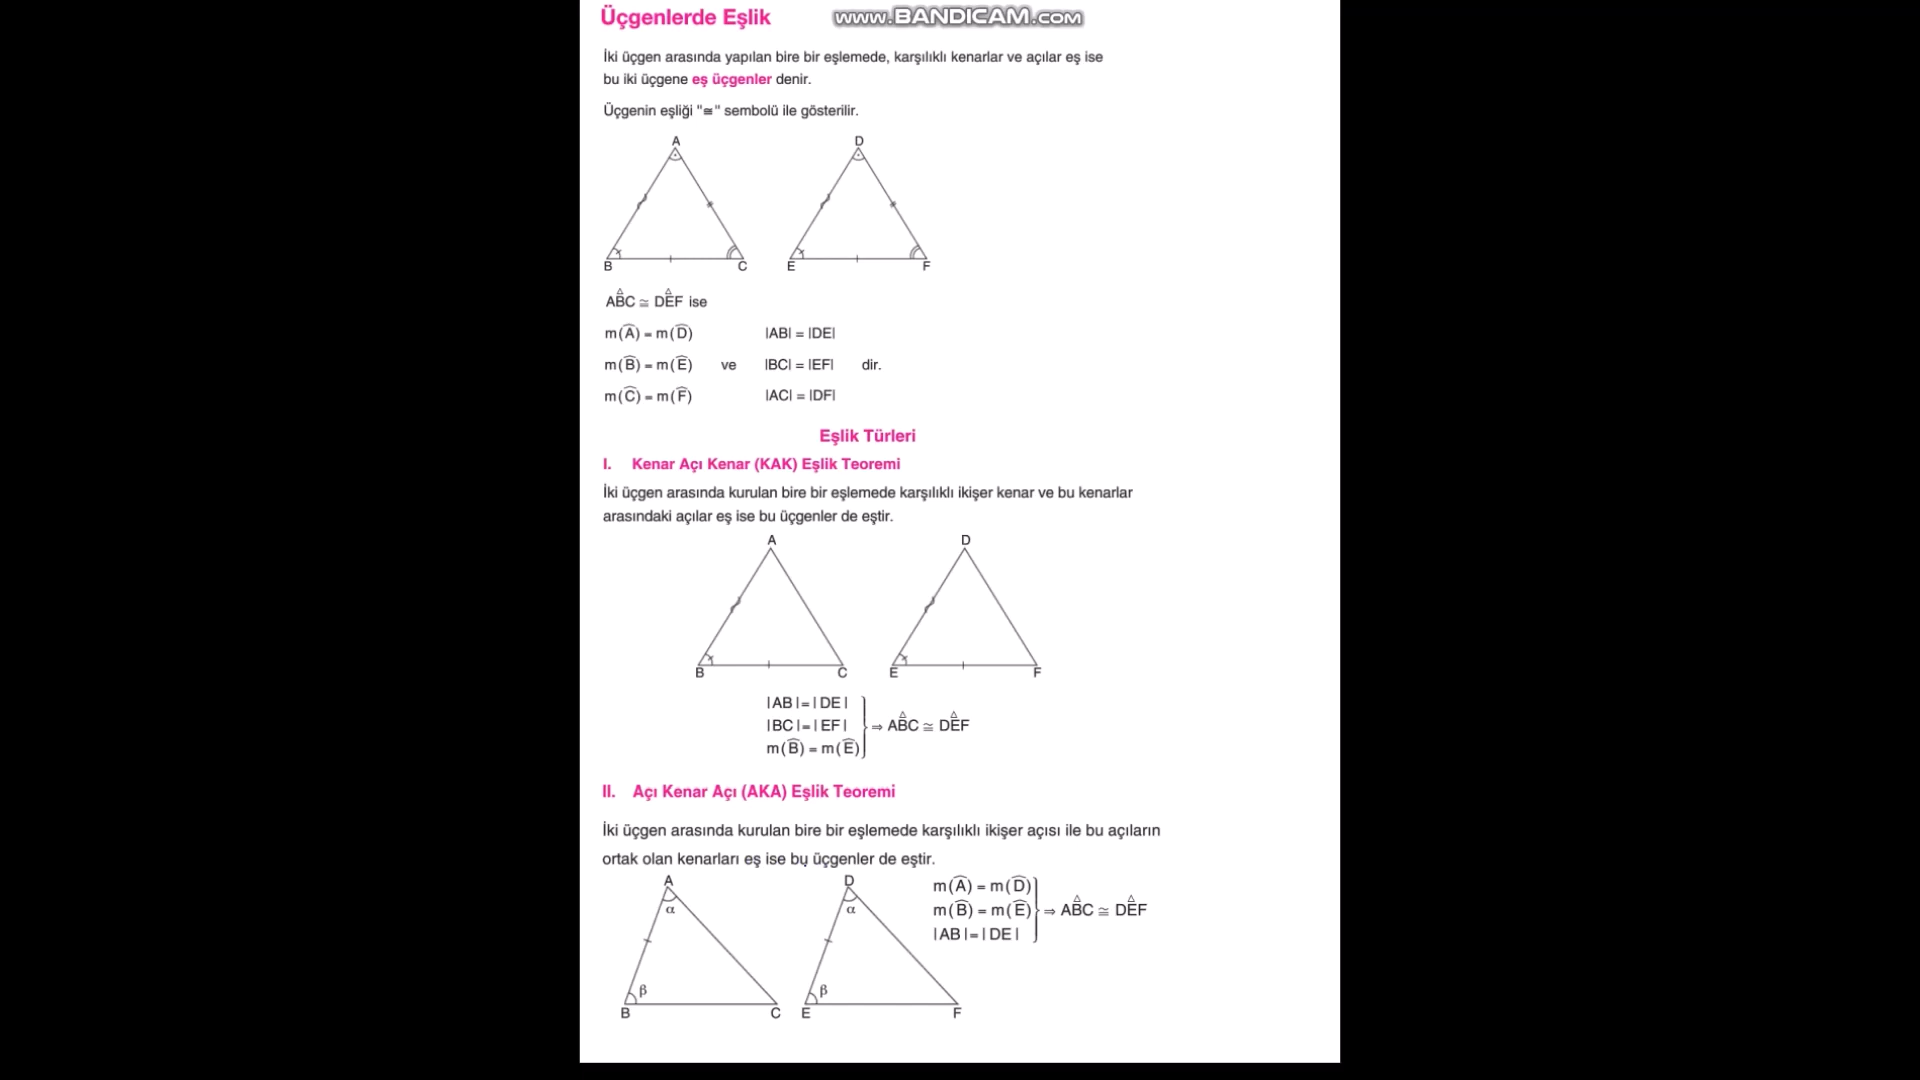 Üçgenlerde Eşlik
www.BANDICAM.com
İki üçgen arasında yapılan bire bir eşlemede, karşılıklı kenarlar ve açılar eş ise
bu iki üçgene eş üçgenler denir.
Üçgenin eşliği "≅" sembolü ile gösterilir.
A D
B C E F
ABC ≅ DEF ise
m(A) = m(D) |AB| = |DE|
m(B) = m(E) ve |BC| = |EF| dir.
m(C) = m(F) |AC| = |DF|
Eşlik Türleri
I. Kenar Açı Kenar (KAK) Eşlik Teoremi
İki üçgen arasında kurulan bire bir eşlemede karşılıklı ikişer kenar ve bu kenarlar
arasındaki açılar eş ise bu üçgenler de eştir.
A D
B C E F
|AB| = |DE|
|BC| = |EF| ⇒ ABC ≅ DEF
m(B) = m(E)
II. Açı Kenar Açı (AKA) Eşlik Teoremi
İki üçgen arasında kurulan bire bir eşlemede karşılıklı ikişer açısı ile bu açıların
ortak olan kenarları eş ise bu üçgenler de eştir.
A D
α α
β β
B C E F
m(A) = m(D)
m(B) = m(E) ⇒ ABC ≅ DEF
|AB| = |DE|